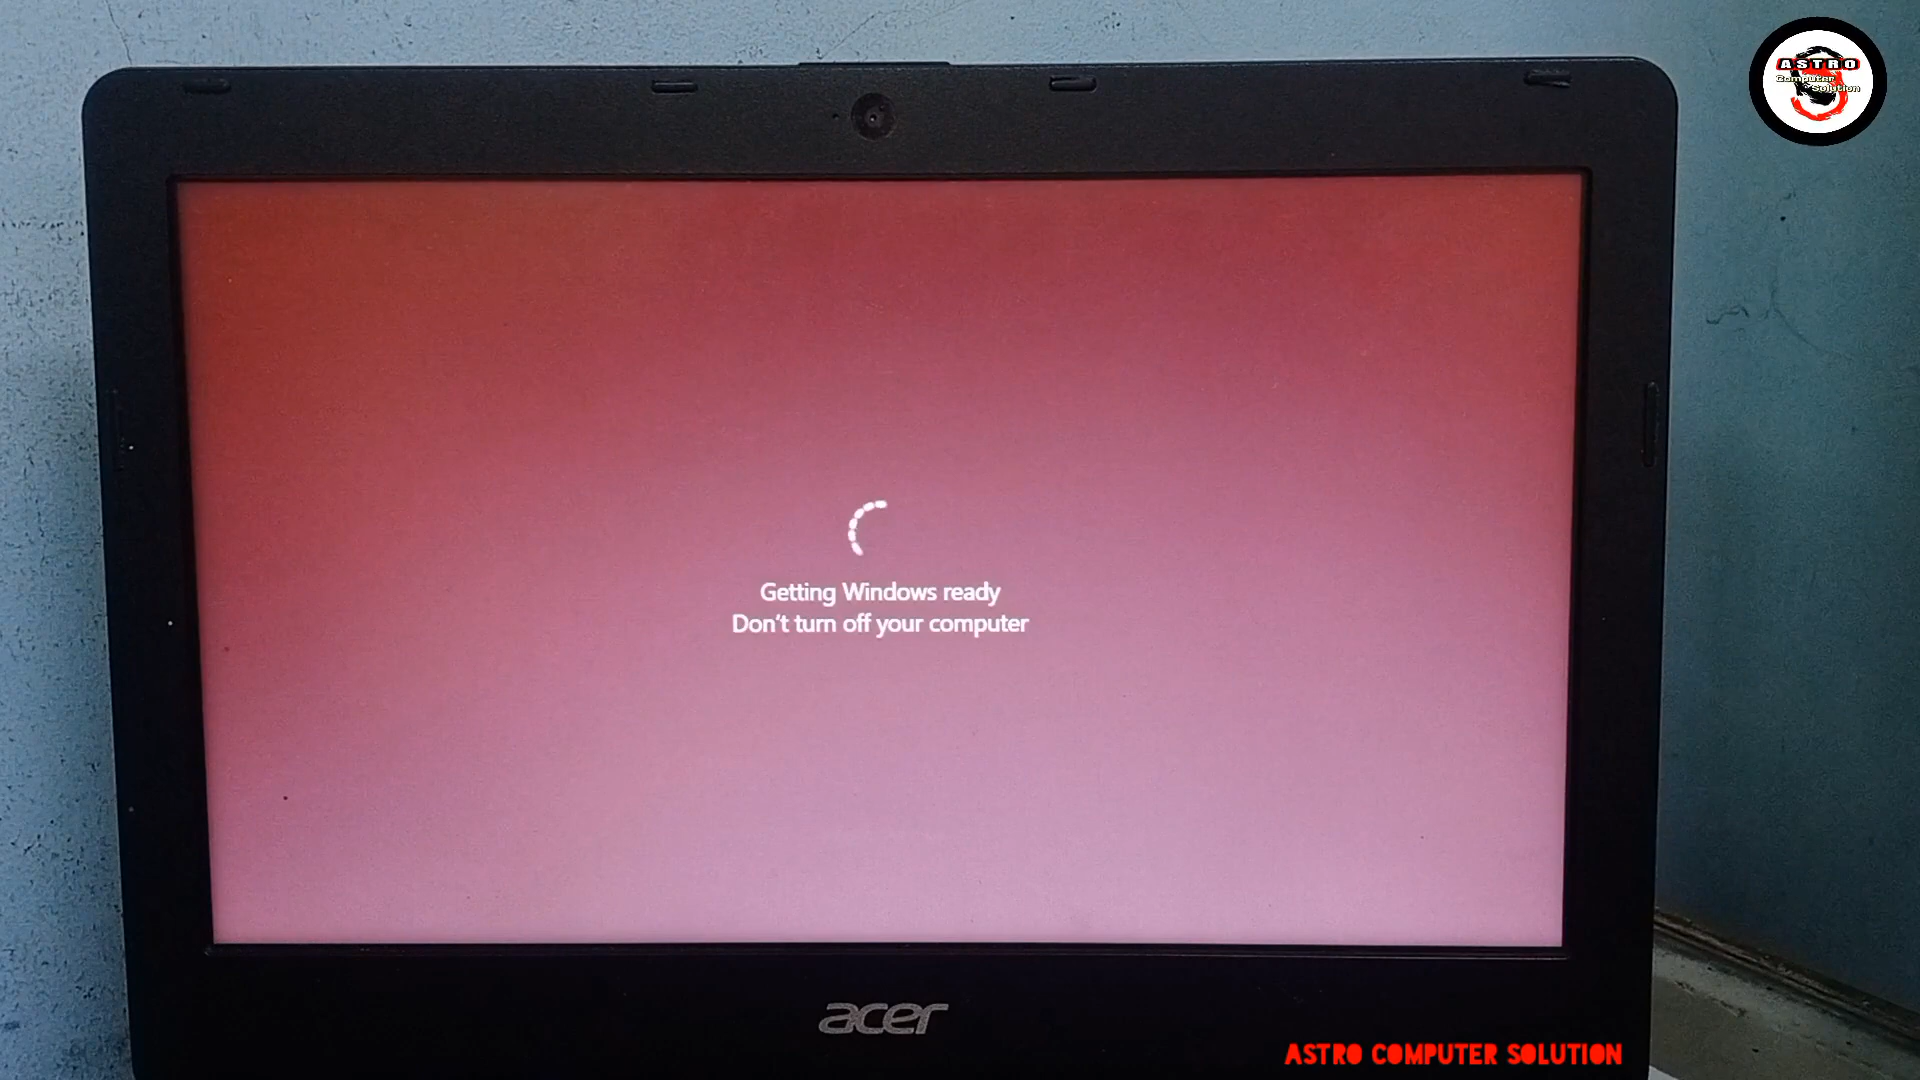 ASTRO
Computer
Solution
Getting Windows ready
Don't turn off your computer
acer
ASTRO COMPUTER SOLUTION